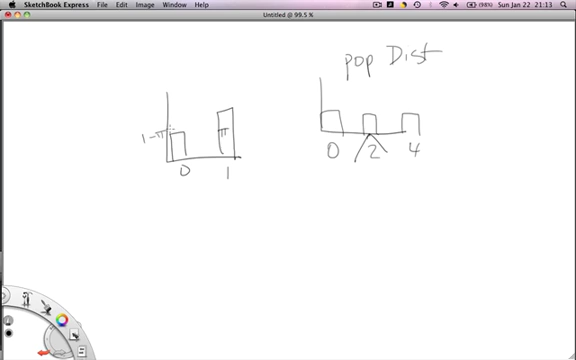 SketchBook Express File Edit Image Window Help (98%) Sun Jan 22 21:13
Untitled @ 99.5 %
pop Dist
1-π π
0 1
0 2 4